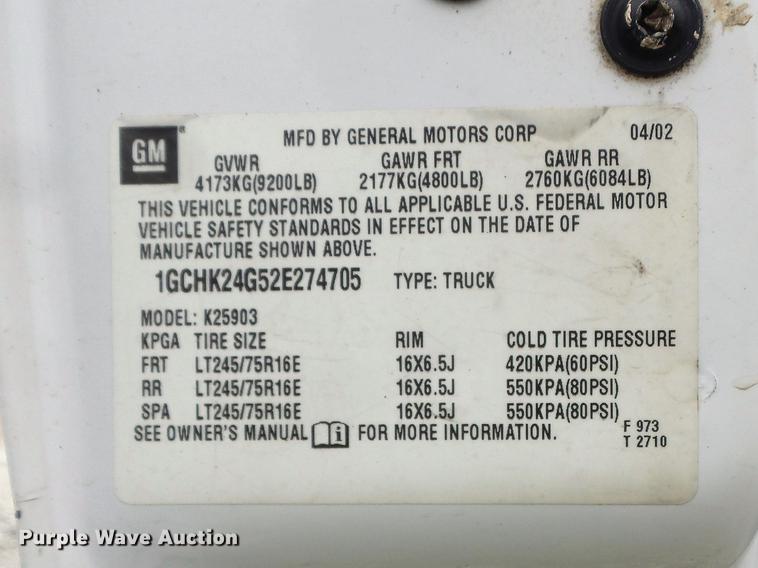 GM
MFD BY GENERAL MOTORS CORP 04/02
GVWR GAWR FRT GAWR RR
4173KG(9200LB) 2177KG(4800LB) 2760KG(6084LB)
THIS VEHICLE CONFORMS TO ALL APPLICABLE U.S. FEDERAL MOTOR
VEHICLE SAFETY STANDARDS IN EFFECT ON THE DATE OF
MANUFACTURE SHOWN ABOVE.
1GCHK24G52E274705 TYPE: TRUCK
MODEL: K25903
KPGA TIRE SIZE RIM COLD TIRE PRESSURE
FRT LT245/75R16E 16X6.5J 420KPA(60PSI)
RR LT245/75R16E 16X6.5J 550KPA(80PSI)
SPA LT245/75R16E 16X6.5J 550KPA(80PSI)
SEE OWNER'S MANUAL i FOR MORE INFORMATION. F 973
T 2710
Purple Wave Auction